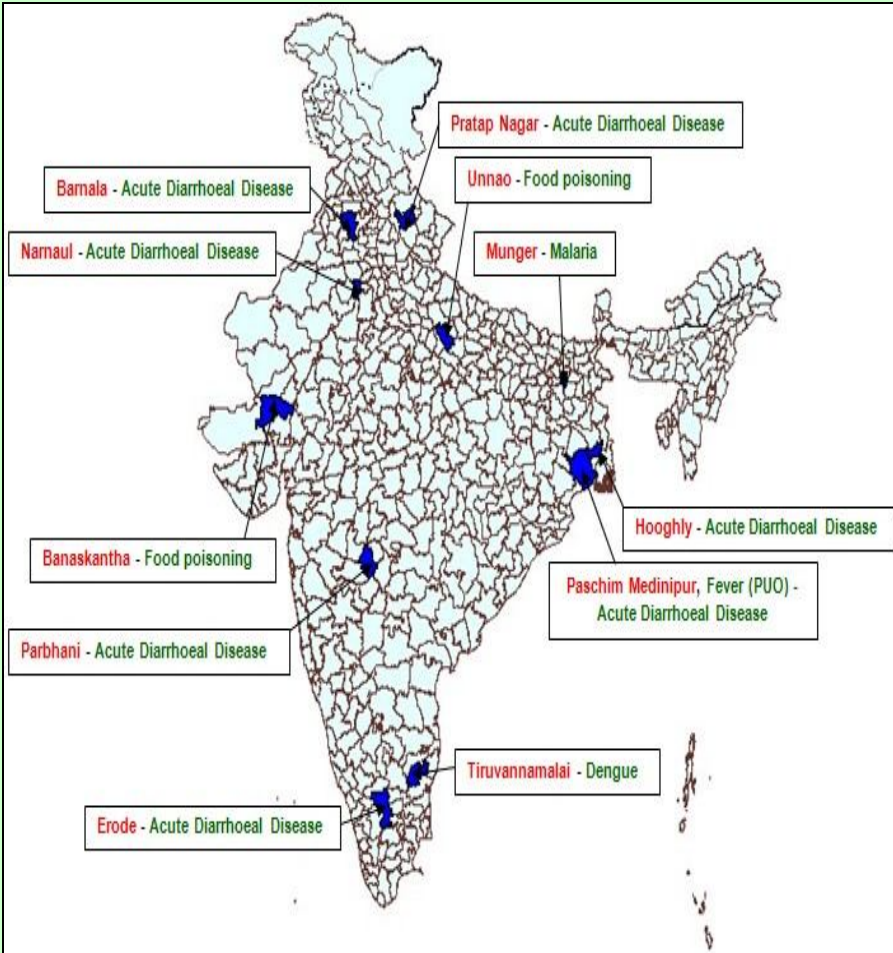 Pratap Nagar - Acute Diarrhoeal Disease
Unnao - Food poisoning
Barnala - Acute Diarrhoeal Disease
Narnaul - Acute Diarrhoeal Disease
Munger - Malaria
Hooghly - Acute Diarrhoeal Disease
Banaskantha - Food poisoning
Paschim Medinipur, Fever (PUO) -
Acute Diarrhoeal Disease
Parbhani - Acute Diarrhoeal Disease
Tiruvannamalai - Dengue
Erode - Acute Diarrhoeal Disease